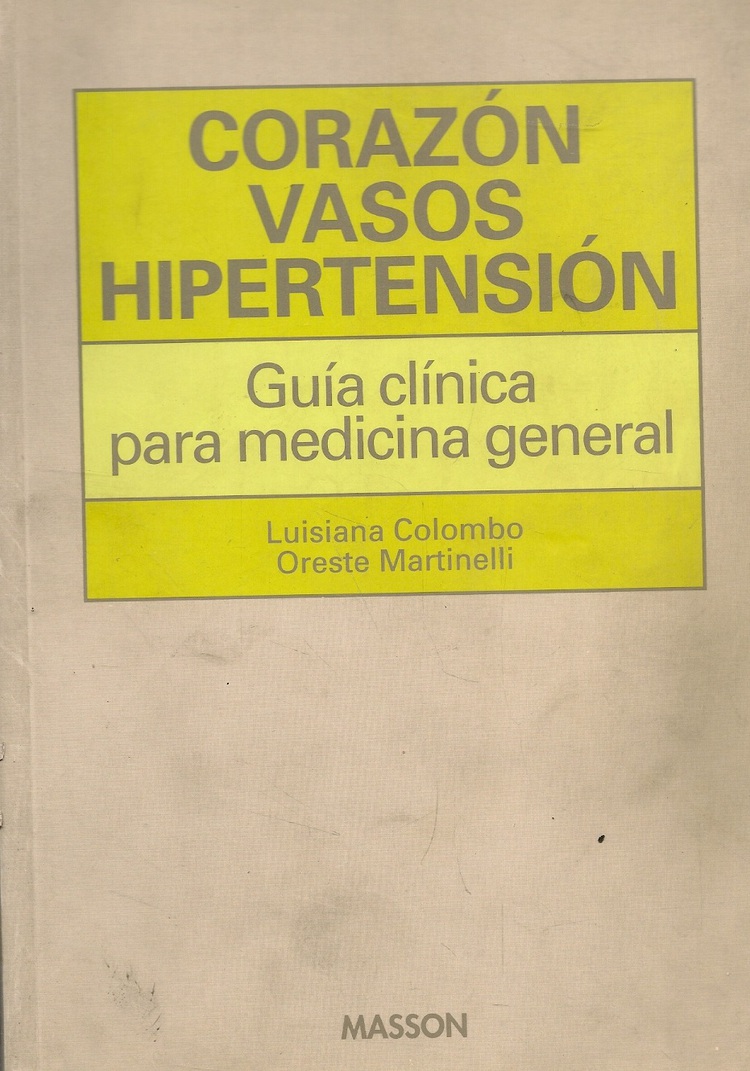 CORAZÓN
VASOS
HIPERTENSIÓN
Guía clínica
para medicina general
Luisiana Colombo
Oreste Martinelli
MASSON